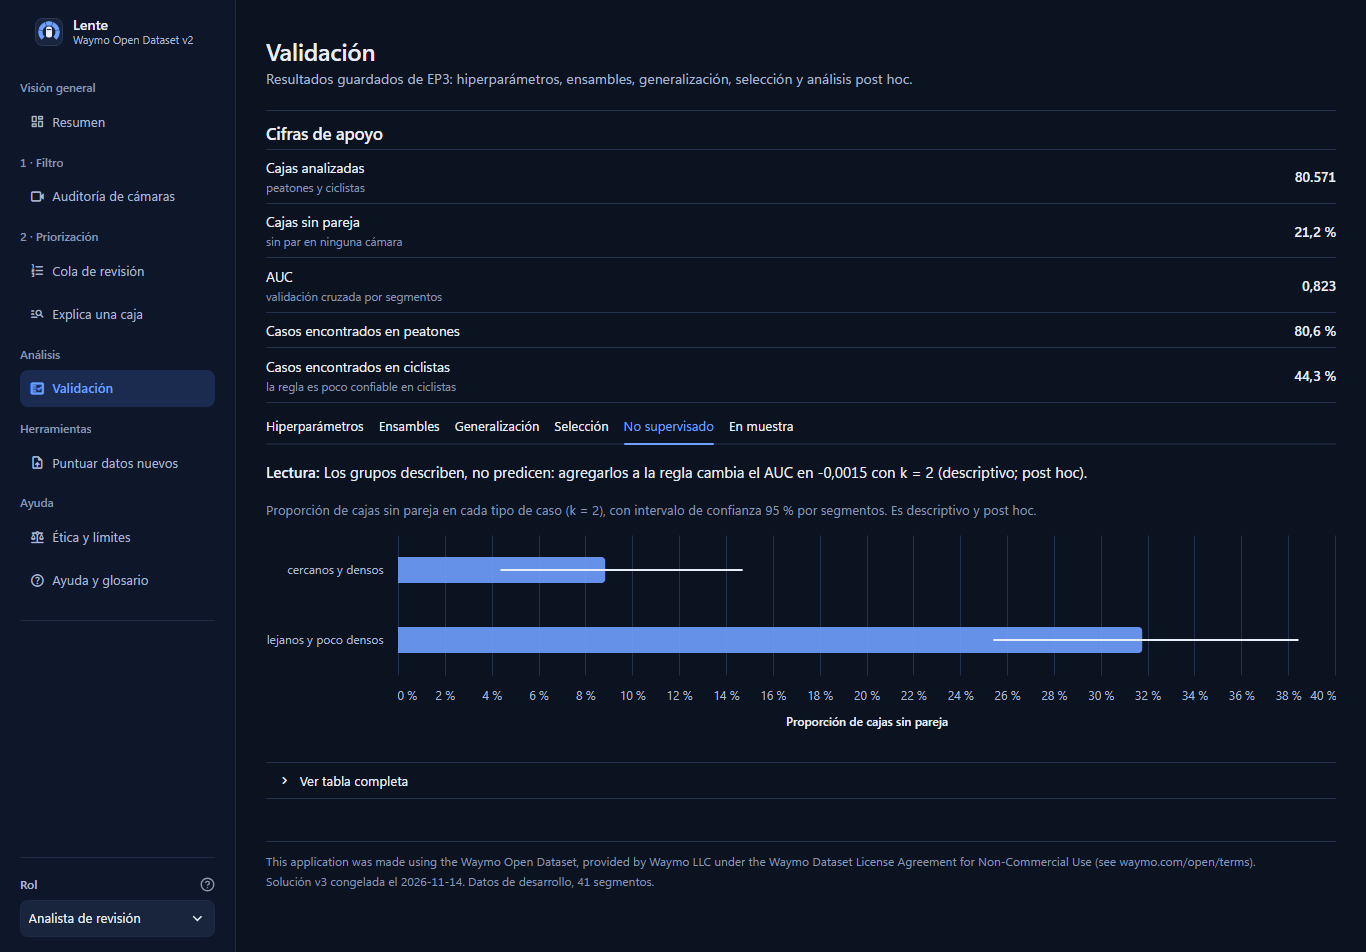 Lente
Waymo Open Dataset v2
Visión general
Resumen
1 · Filtro
Auditoría de cámaras
2 · Priorización
Cola de revisión
Explica una caja
Análisis
Validación
Herramientas
Puntuar datos nuevos
Ayuda
Ética y límites
Ayuda y glosario
Rol
Analista de revisión
Validación
Resultados guardados de EP3: hiperparámetros, ensambles, generalización, selección y análisis post hoc.
Cifras de apoyo
Cajas analizadas
peatones y ciclistas
80.571
Cajas sin pareja
sin par en ninguna cámara
21,2 %
AUC
validación cruzada por segmentos
0,823
Casos encontrados en peatones
80,6 %
Casos encontrados en ciclistas
la regla es poco confiable en ciclistas
44,3 %
Hiperparámetros Ensambles Generalización Selección No supervisado En muestra
Lectura: Los grupos describen, no predicen: agregarlos a la regla cambia el AUC en -0,0015 con k = 2 (descriptivo; post hoc).
Proporción de cajas sin pareja en cada tipo de caso (k = 2), con intervalo de confianza 95 % por segmentos. Es descriptivo y post hoc.
cercanos y densos
lejanos y poco densos
0 % 2 % 4 % 6 % 8 % 10 % 12 % 14 % 16 % 18 % 20 % 22 % 24 % 26 % 28 % 30 % 32 % 34 % 36 % 38 % 40 %
Proporción de cajas sin pareja
Ver tabla completa
This application was made using the Waymo Open Dataset, provided by Waymo LLC under the Waymo Dataset License Agreement for Non-Commercial Use (see waymo.com/open/terms).
Solución v3 congelada el 2026-11-14. Datos de desarrollo, 41 segmentos.